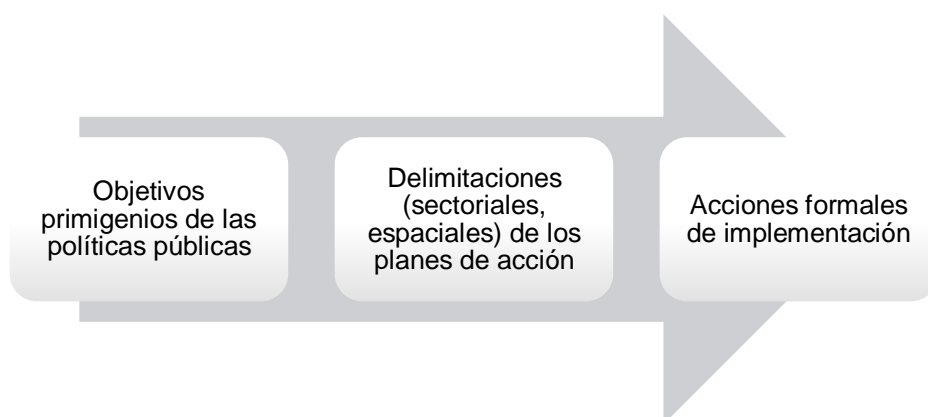 Objetivos
primigenios de las
políticas públicas
Delimitaciones
(sectoriales,
espaciales) de los
planes de acción
Acciones formales
de implementación